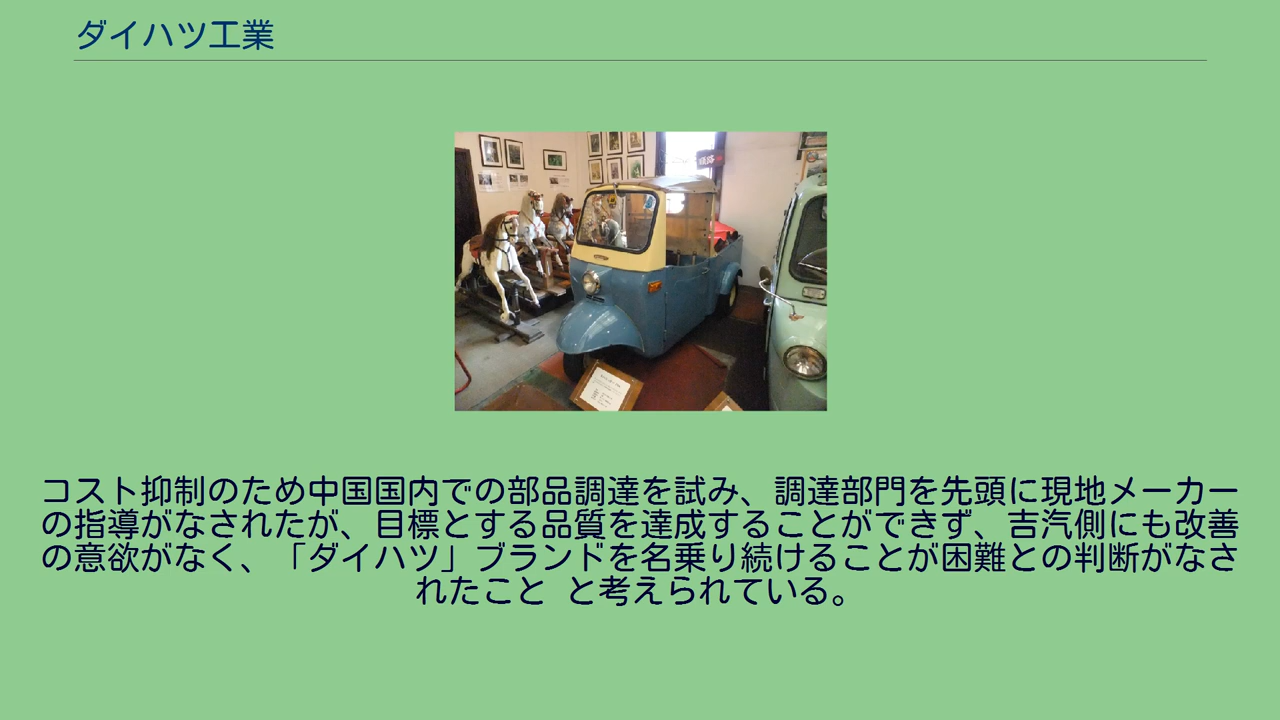 ダイハツ工業
コスト抑制のため中国国内での部品調達を試み、調達部門を先頭に現地メーカー
の指導がなされたが、目標とする品質を達成することができず、吉汽側にも改善
の意欲がなく、「ダイハツ」ブランドを名乗り続けることが困難との判断がなさ
れたこと と考えられている。